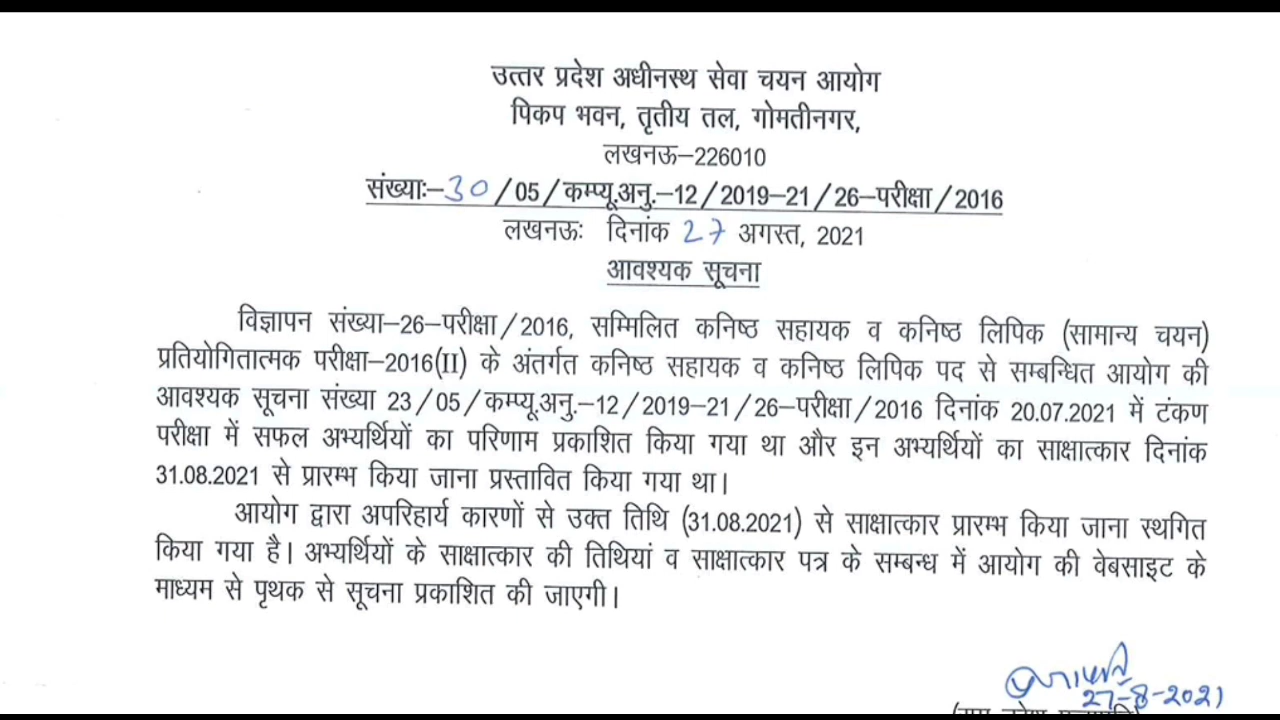 उत्तर प्रदेश अधीनस्थ सेवा चयन आयोग
पिकप भवन, तृतीय तल, गोमतीनगर,
लखनऊ–226010
संख्याः–30/05/कम्प्यू.अनु.–12/2019–21/26–परीक्षा/2016
लखनऊः दिनांक 27 अगस्त, 2021
आवश्यक सूचना
विज्ञापन संख्या–26–परीक्षा/2016, सम्मिलित कनिष्ठ सहायक व कनिष्ठ लिपिक (सामान्य चयन)
प्रतियोगितात्मक परीक्षा–2016(II) के अंतर्गत कनिष्ठ सहायक व कनिष्ठ लिपिक पद से सम्बन्धित आयोग की
आवश्यक सूचना संख्या 23/05/कम्प्यू.अनु.–12/2019–21/26–परीक्षा/2016 दिनांक 20.07.2021 में टंकण
परीक्षा में सफल अभ्यर्थियों का परिणाम प्रकाशित किया गया था और इन अभ्यर्थियों का साक्षात्कार दिनांक
31.08.2021 से प्रारम्भ किया जाना प्रस्तावित किया गया था।
आयोग द्वारा अपरिहार्य कारणों से उक्त तिथि (31.08.2021) से साक्षात्कार प्रारम्भ किया जाना स्थगित
किया गया है। अभ्यर्थियों के साक्षात्कार की तिथियां व साक्षात्कार पत्र के सम्बन्ध में आयोग की वेबसाइट के
माध्यम से पृथक से सूचना प्रकाशित की जाएगी।
27-8-2021